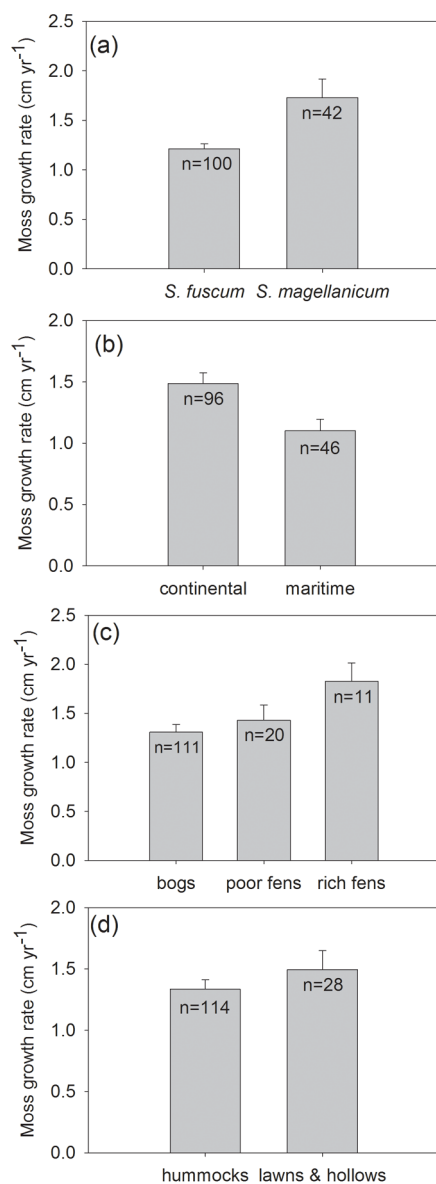 (a)
Moss growth rate (cm yr⁻¹)
2.5
2.0
1.5
1.0
0.5
0.0
n=100
n=42
S. fuscum S. magellanicum
(b)
Moss growth rate (cm yr⁻¹)
2.0
1.5
1.0
0.5
0.0
n=96
n=46
continental maritime
(c)
Moss growth rate (cm yr⁻¹)
2.5
2.0
1.5
1.0
0.5
0.0
n=111
n=20
n=11
bogs poor fens rich fens
(d)
Moss growth rate (cm yr⁻¹)
2.0
1.5
1.0
0.5
0.0
n=114
n=28
hummocks lawns & hollows